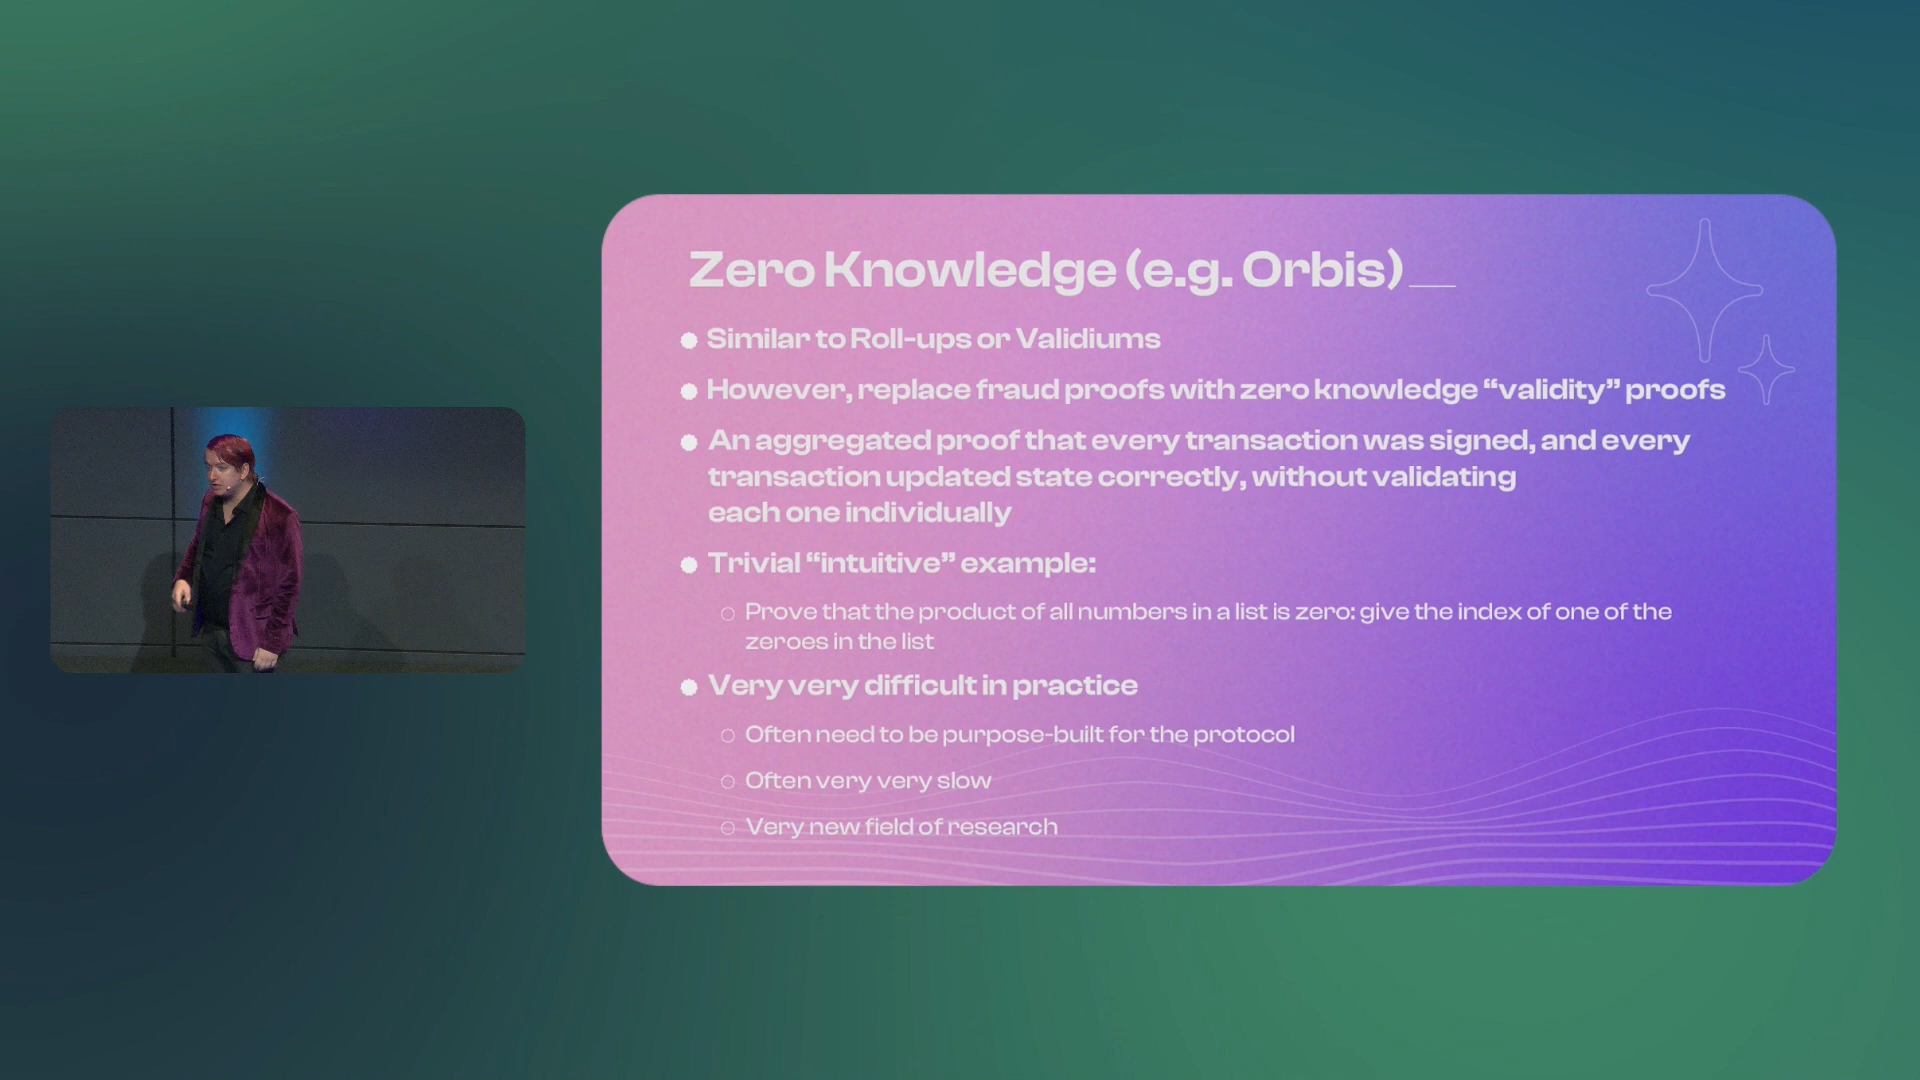 Zero Knowledge (e.g. Orbis)__
Similar to Roll-ups or Validiums
However, replace fraud proofs with zero knowledge “validity” proofs
An aggregated proof that every transaction was signed, and every
transaction updated state correctly, without validating
each one individually
Trivial “intuitive” example:
Prove that the product of all numbers in a list is zero: give the index of one of the
zeroes in the list
Very very difficult in practice
Often need to be purpose-built for the protocol
Often very very slow
Very new field of research